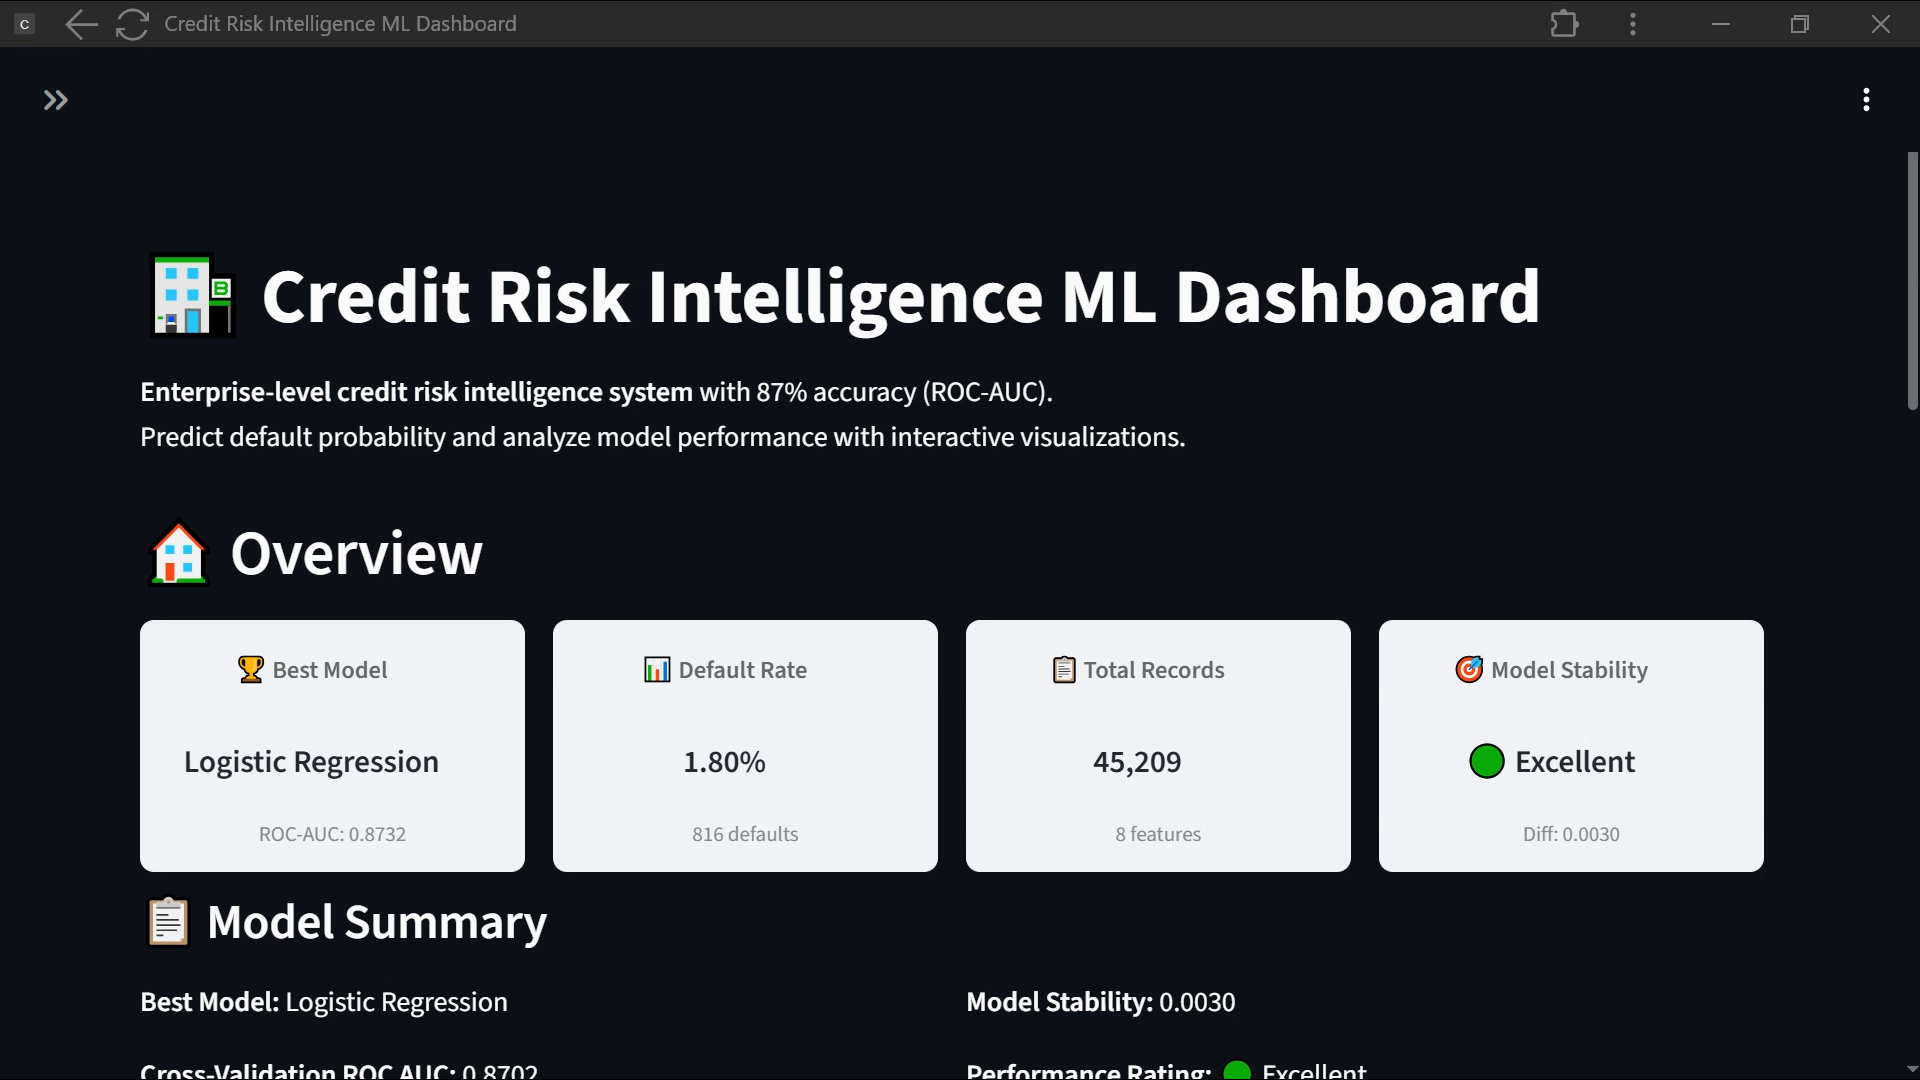 C
Credit Risk Intelligence ML Dashboard
B
Credit Risk Intelligence ML Dashboard
Enterprise-level credit risk intelligence system with 87% accuracy (ROC-AUC).
Predict default probability and analyze model performance with interactive visualizations.
Overview
Best Model
Logistic Regression
ROC-AUC: 0.8732
Default Rate
1.80%
816 defaults
Total Records
45,209
8 features
Model Stability
Excellent
Diff: 0.0030
Model Summary
Best Model: Logistic Regression
Model Stability: 0.0030
Cross-Validation ROC AUC: 0.8702
Performance Rating: Excellent